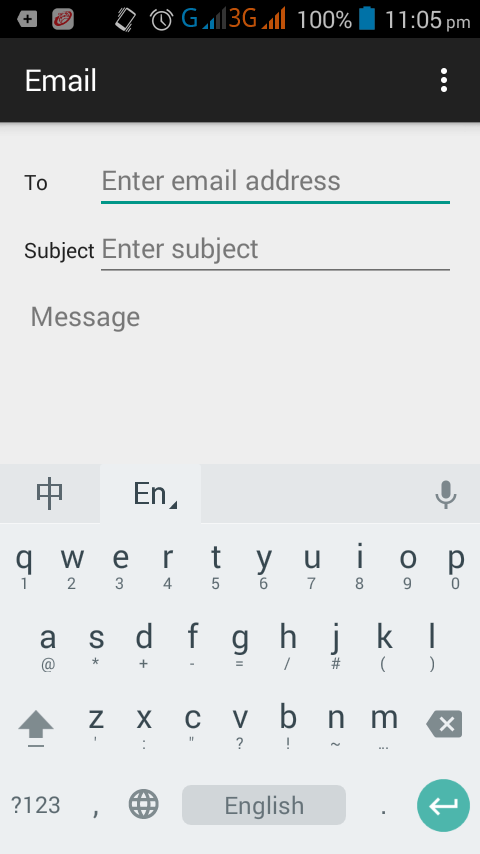 G 3G 100% 11:05 pm
Email
To Enter email address
Subject Enter subject
Message
中 En
q w e r t y u i o p
1 2 3 4 5 6 7 8 9 0
a s d f g h j k l
@ * + - = / # ( )
z x c v b n m
' : " ? ! ~ ...
?123 , English .